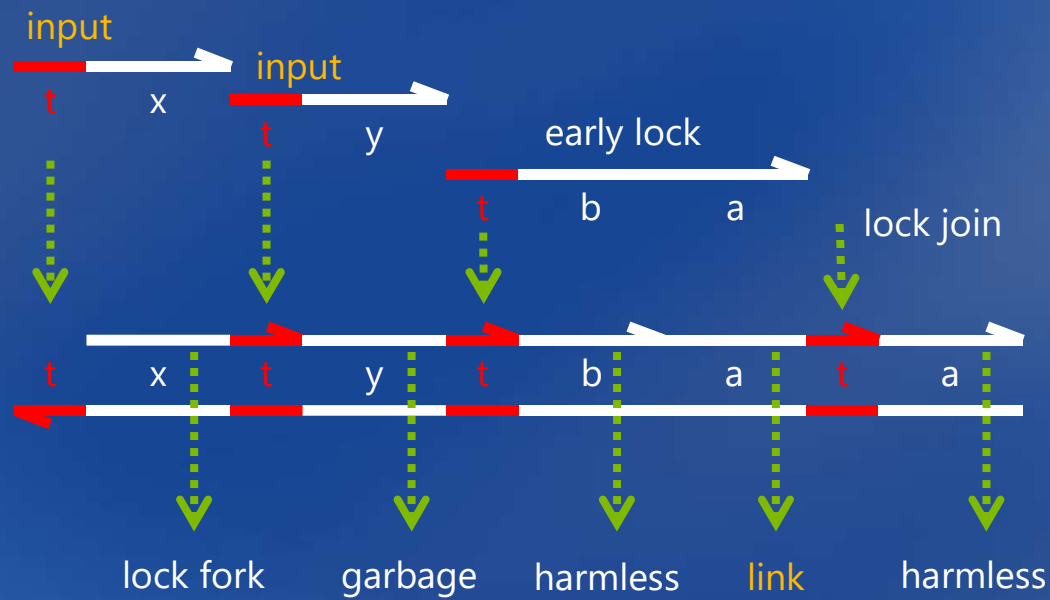 input
t x
input
t y
early lock
t b a
lock join
t x t y t b a t a
lock fork garbage harmless link harmless